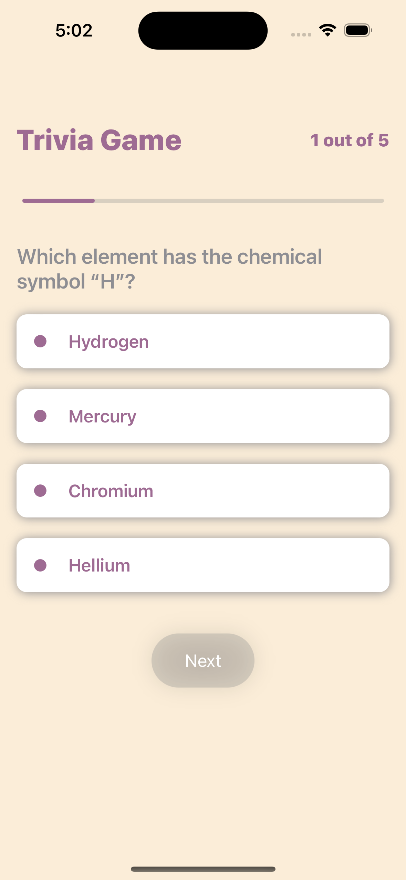 5:02
Trivia Game
1 out of 5
Which element has the chemical
symbol “H”?
Hydrogen
Mercury
Chromium
Hellium
Next